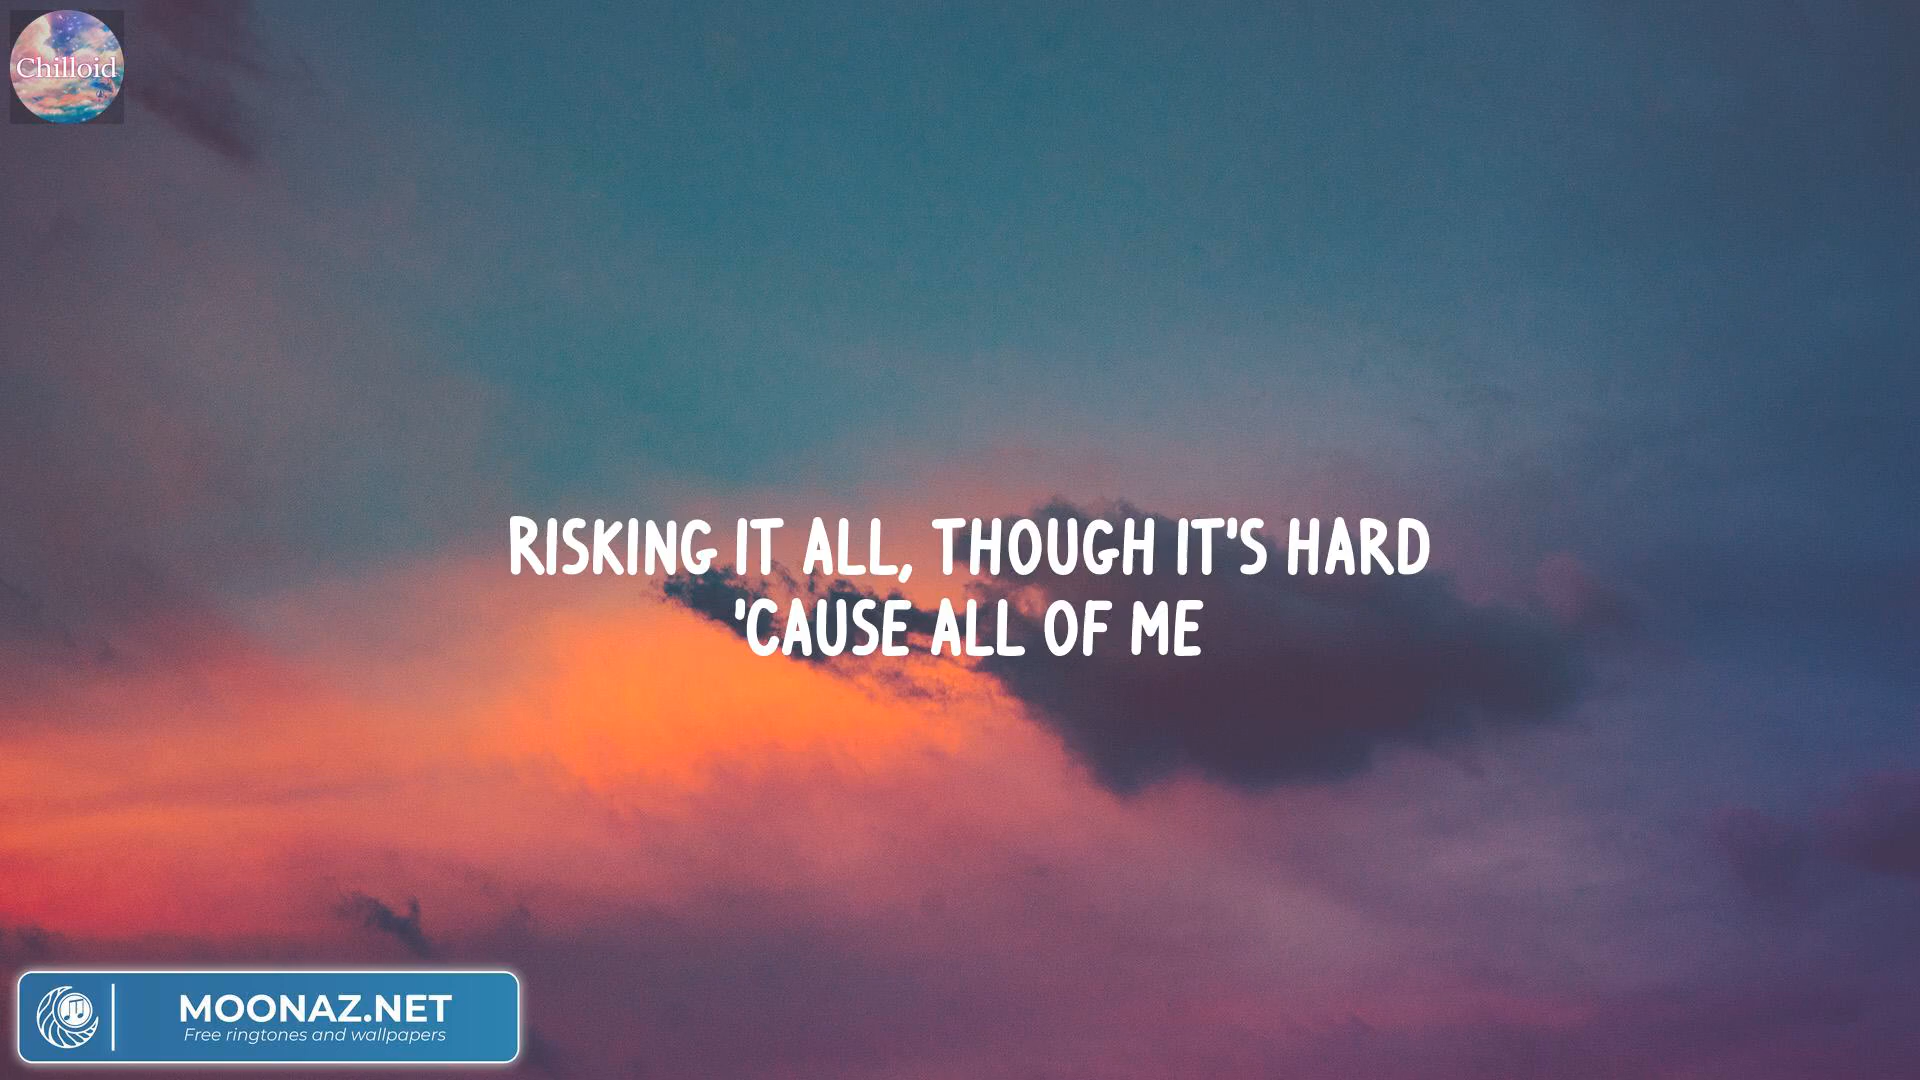 Chilloid
RISKING IT ALL, THOUGH IT'S HARD
'CAUSE ALL OF ME
MOONAZ.NET
Free ringtones and wallpapers